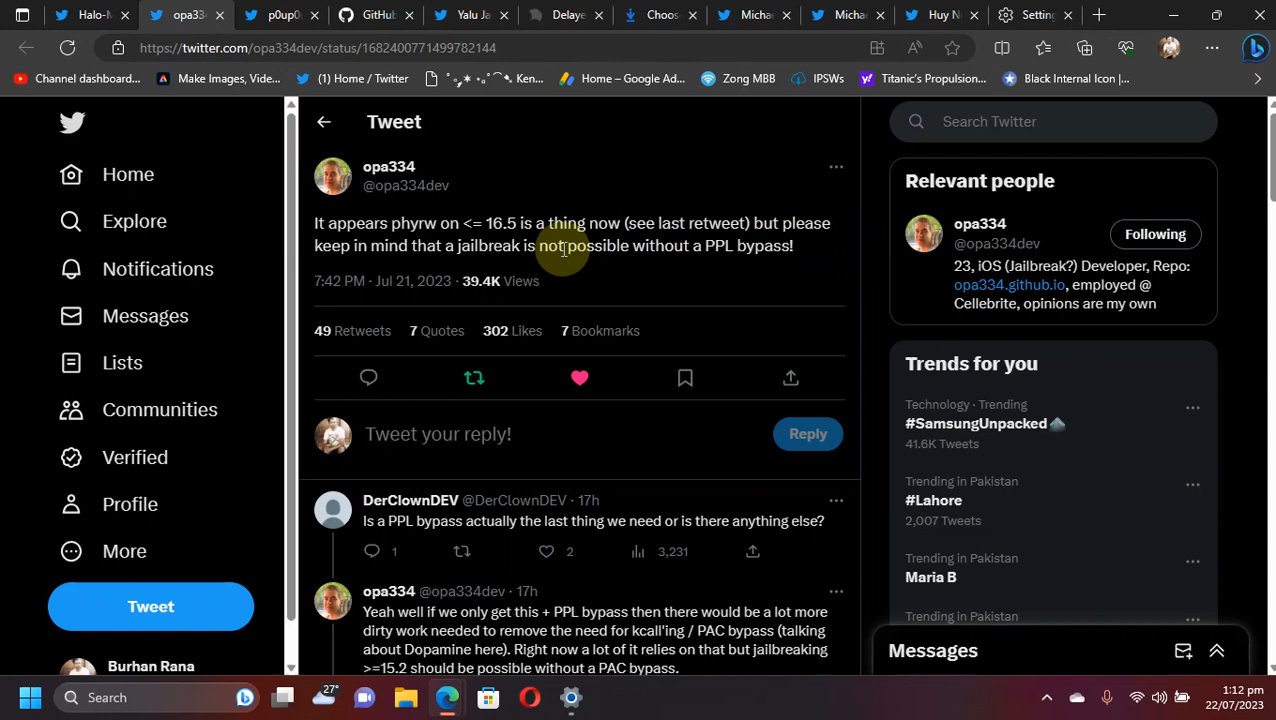 Halo-M
opa33
p0up0
GitHub
Yalu Ja
Delaye
Choos
Micha
Micha
Huy N
Setting
https://twitter.com/opa334dev/status/1682400771499782144
Channel dashboard...
Make Images, Vide...
(1) Home / Twitter
Ken...
Home – Google Ad...
Zong MBB
IPSWs
Titanic's Propulsion...
Black Internal Icon |...
Tweet
Search Twitter
Home
Explore
Notifications
Messages
Lists
Communities
Verified
Profile
More
Tweet
Burhan Rana
opa334
@opa334dev
It appears phyrw on <= 16.5 is a thing now (see last retweet) but please
keep in mind that a jailbreak is not possible without a PPL bypass!
7:42 PM · Jul 21, 2023 · 39.4K Views
49 Retweets 7 Quotes 302 Likes 7 Bookmarks
Tweet your reply!
Reply
DerClownDEV @DerClownDEV · 17h
Is a PPL bypass actually the last thing we need or is there anything else?
1 2 3,231
opa334 @opa334dev · 17h
Yeah well if we only get this + PPL bypass then there would be a lot more
dirty work needed to remove the need for kcall'ing / PAC bypass (talking
about Dopamine here). Right now a lot of it relies on that but jailbreaking
>=15.2 should be possible without a PAC bypass.
Relevant people
opa334
@opa334dev
Following
23, iOS (Jailbreak?) Developer, Repo:
opa334.github.io, employed @
Cellebrite, opinions are my own
Trends for you
Technology · Trending
#SamsungUnpacked
41.6K Tweets
Trending in Pakistan
#Lahore
2,007 Tweets
Trending in Pakistan
Maria B
Trending in Pakistan
Messages
Search
27°
1:12 pm
22/07/2023